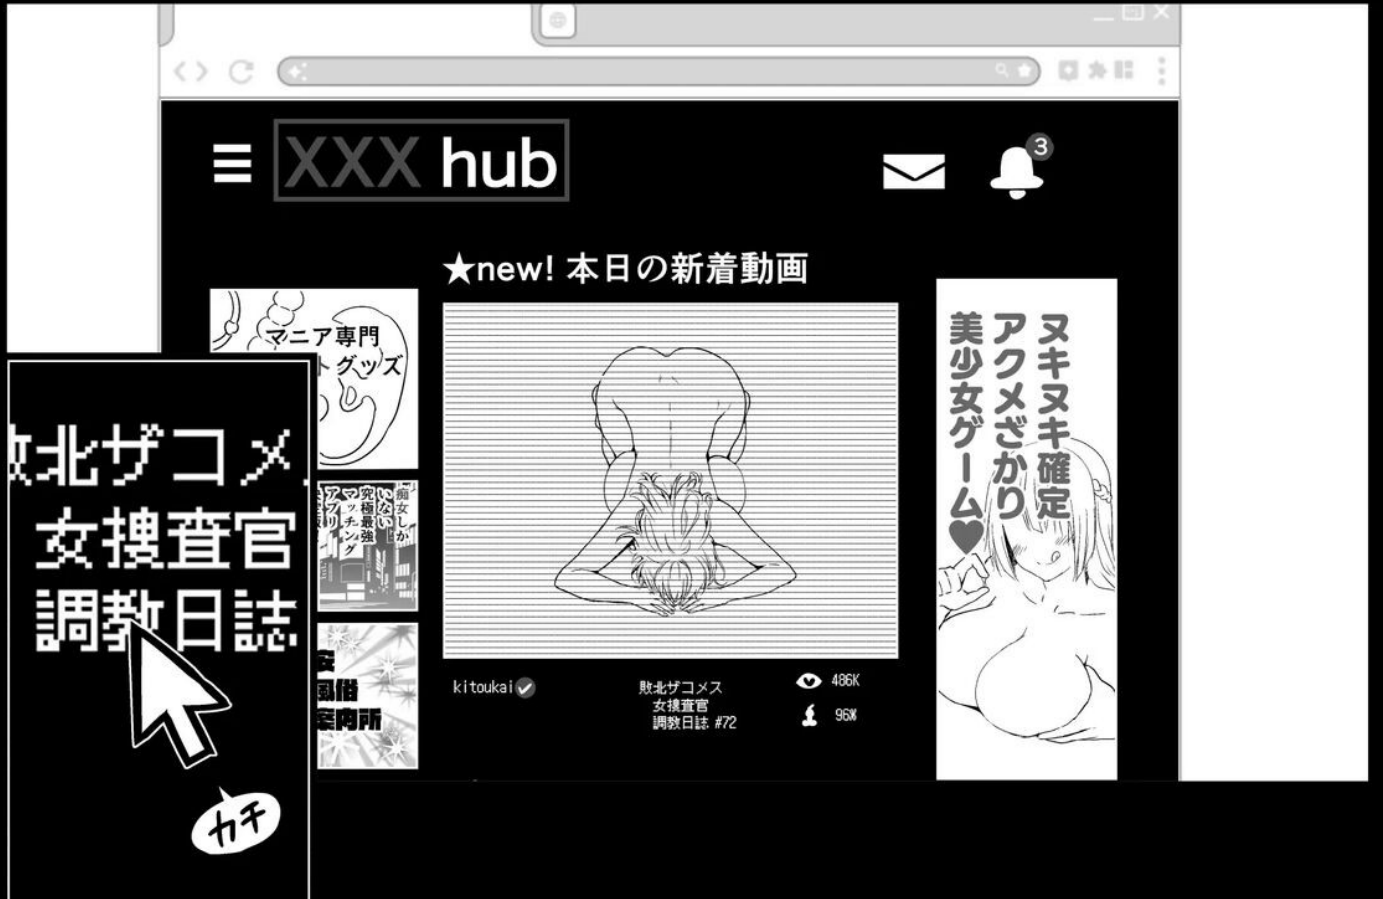 XXX hub
3
★new! 本日の新着動画
マニア専門
グッズ
痴女しか
いない
究極最強
マッチング
アプリ
風俗
案内所
敗北ザコメス
女捜査官
調教日誌
カチ
kitoukai
敗北ザコメス
女捜査官
調教日誌 #72
486K
96%
ヌキヌキ確定
アクメざかり
美少女ゲーム♥